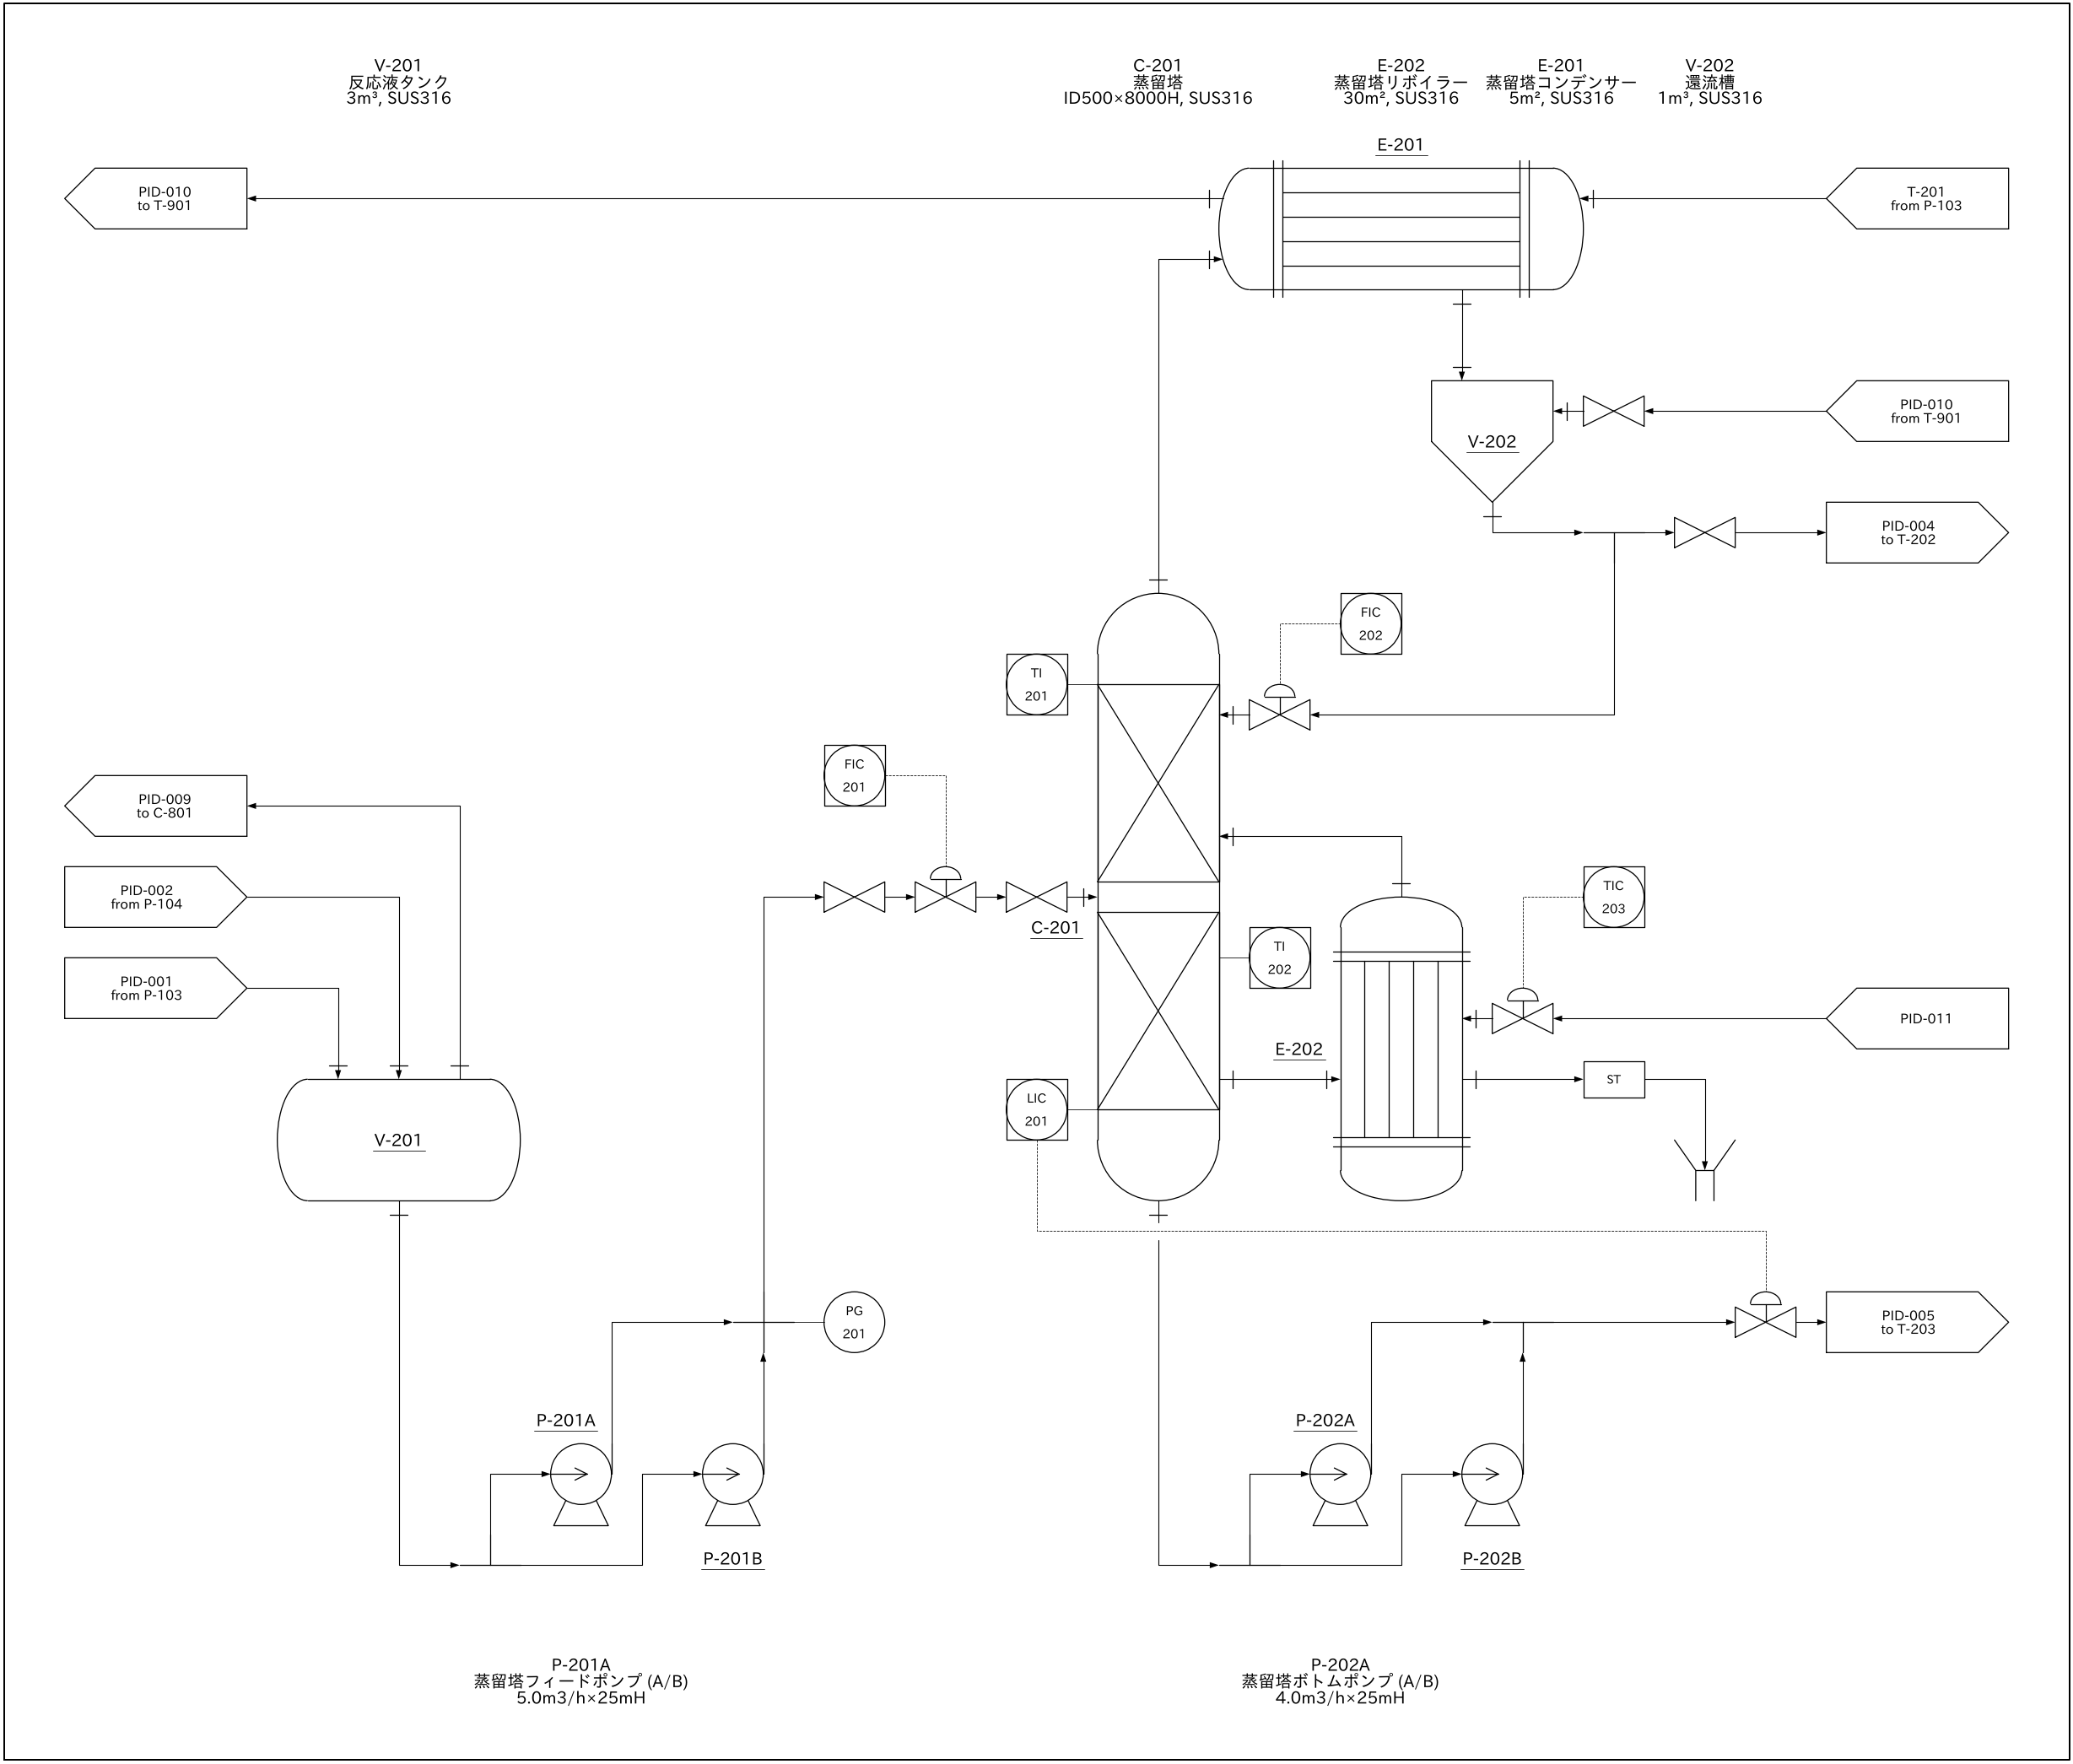 V-201
反応液タンク
3m³, SUS316
C-201
蒸留塔
ID500×8000H, SUS316
E-202
蒸留塔リボイラー
30m², SUS316
E-201
蒸留塔コンデンサー
5m², SUS316
V-202
還流槽
1m³, SUS316
E-201
PID-010
to T-901
T-201
from P-103
PID-010
from T-901
V-202
PID-004
to T-202
FIC
202
TI
201
FIC
201
PID-009
to C-801
PID-002
from P-104
PID-001
from P-103
C-201
TI
202
TIC
203
PID-011
E-202
ST
LIC
201
V-201
PG
201
PID-005
to T-203
P-201A
P-202A
P-201B
P-202B
P-201A
蒸留塔フィードポンプ (A/B)
5.0m3/h×25mH
P-202A
蒸留塔ボトムポンプ (A/B)
4.0m3/h×25mH